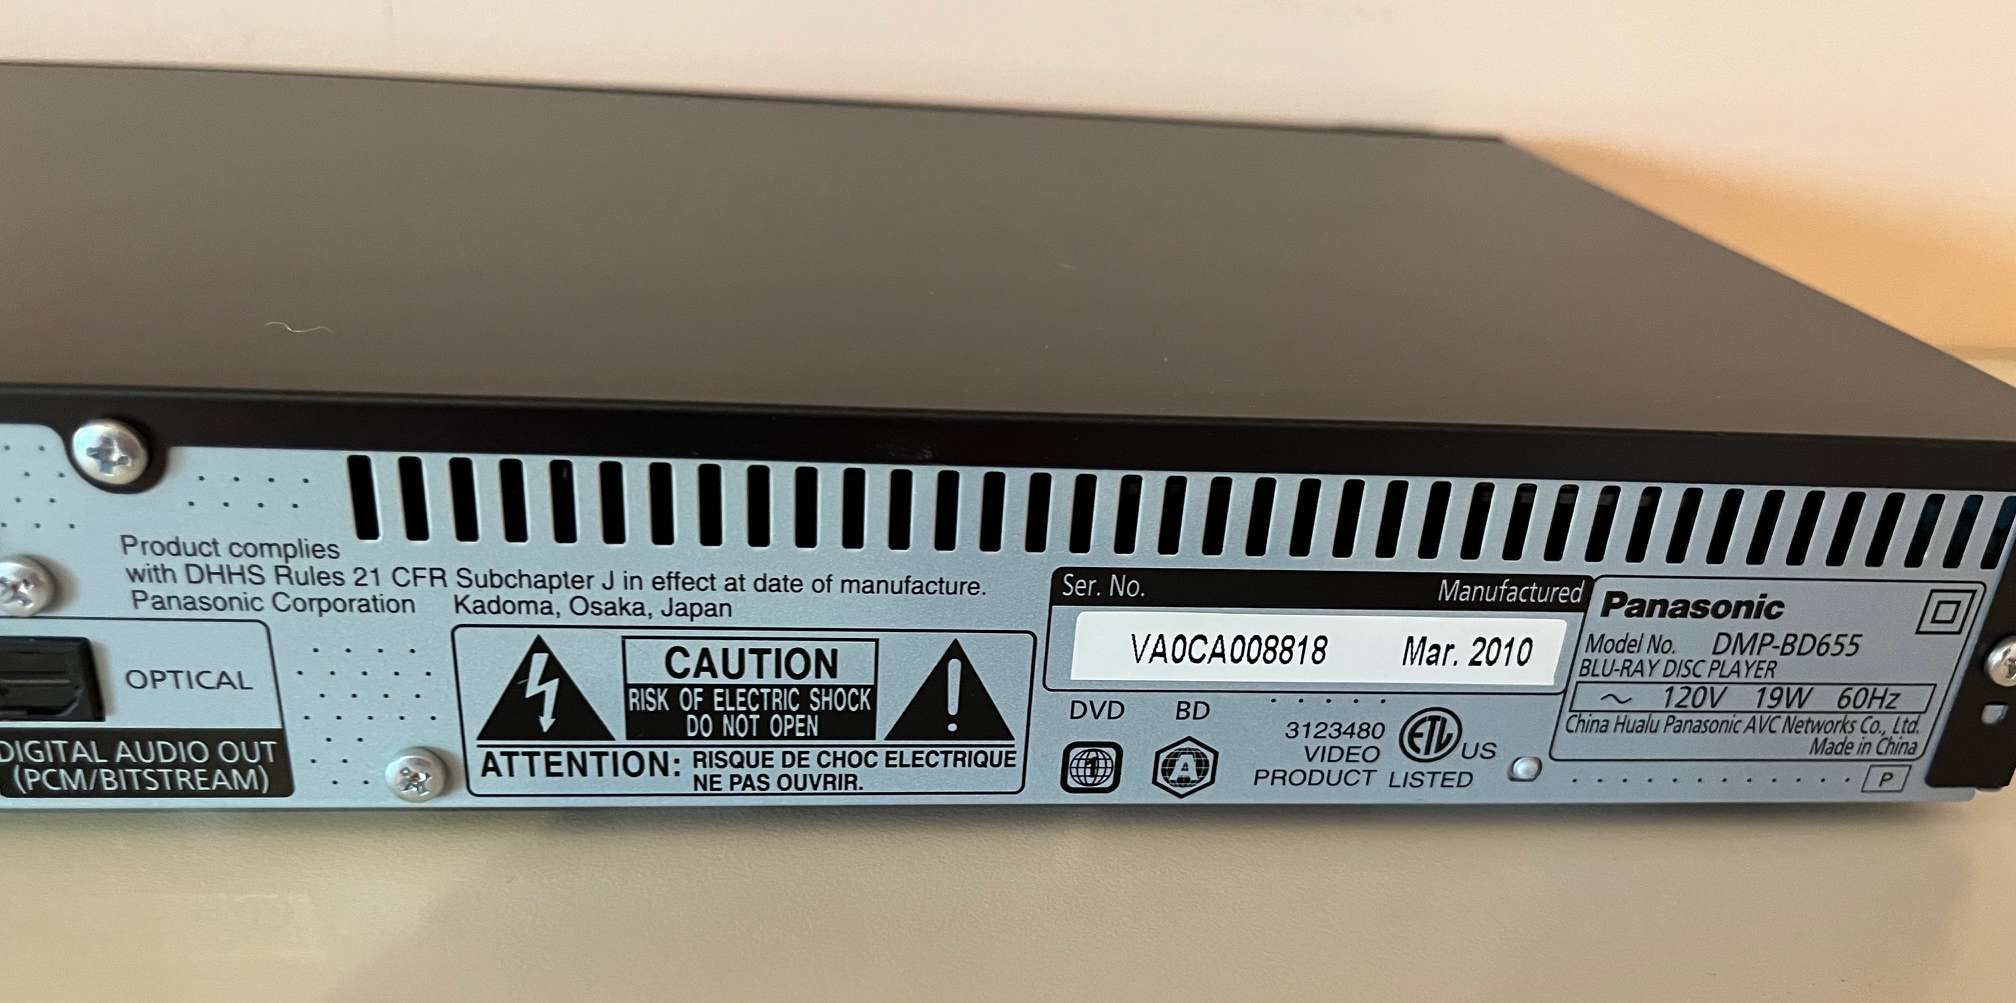 Product complies
with DHHS Rules 21 CFR Subchapter J in effect at date of manufacture.
Panasonic Corporation Kadoma, Osaka, Japan
OPTICAL
DIGITAL AUDIO OUT
(PCM/BITSTREAM)
CAUTION
RISK OF ELECTRIC SHOCK
DO NOT OPEN
ATTENTION: RISQUE DE CHOC ELECTRIQUE
NE PAS OUVRIR.
Ser. No. Manufactured
VA0CA008818 Mar. 2010
DVD BD
1 A
3123480
VIDEO
PRODUCT LISTED
ETL US
Panasonic
Model No. DMP-BD655
BLU-RAY DISC PLAYER
~ 120V 19W 60Hz
China Hualu Panasonic AVC Networks Co., Ltd.
Made in China
P